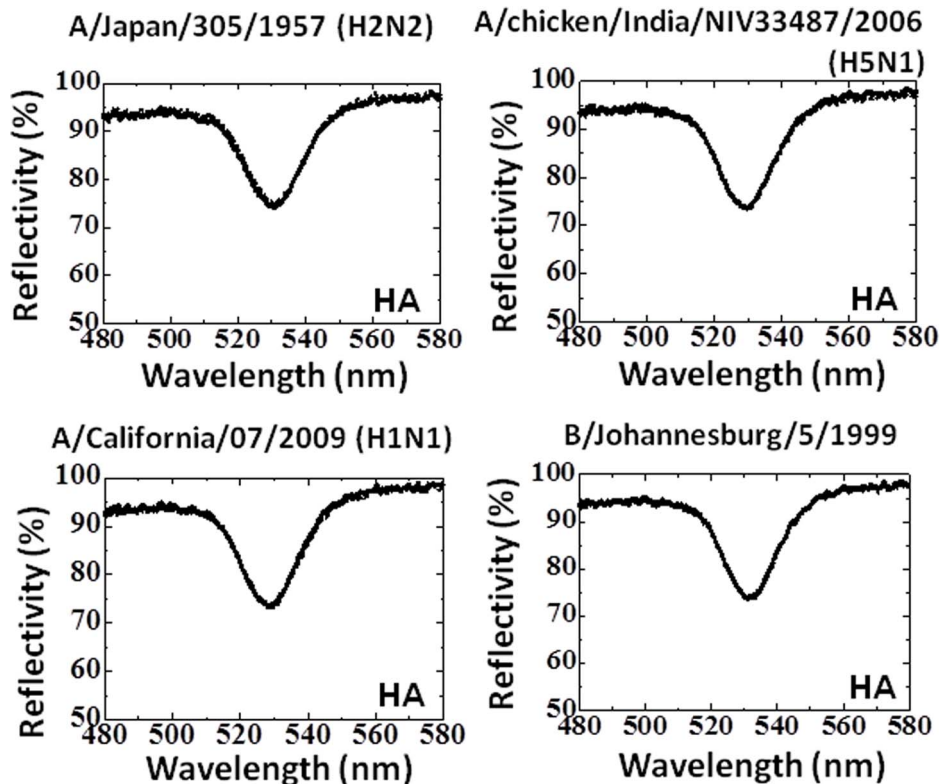 A/Japan/305/1957 (H2N2)
100
90
80
70
60
50
Reflectivity (%)
HA
480 500 520 540 560 580
Wavelength (nm)
A/chicken/India/NIV33487/2006
(H5N1)
100
90
80
70
60
50
Reflectivity (%)
HA
480 500 520 540 560 580
Wavelength (nm)
A/California/07/2009 (H1N1)
100
90
80
70
60
50
Reflectivity (%)
HA
480 500 520 540 560 580
Wavelength (nm)
B/Johannesburg/5/1999
100
90
80
70
60
50
Reflectivity (%)
HA
480 500 520 540 560 580
Wavelength (nm)